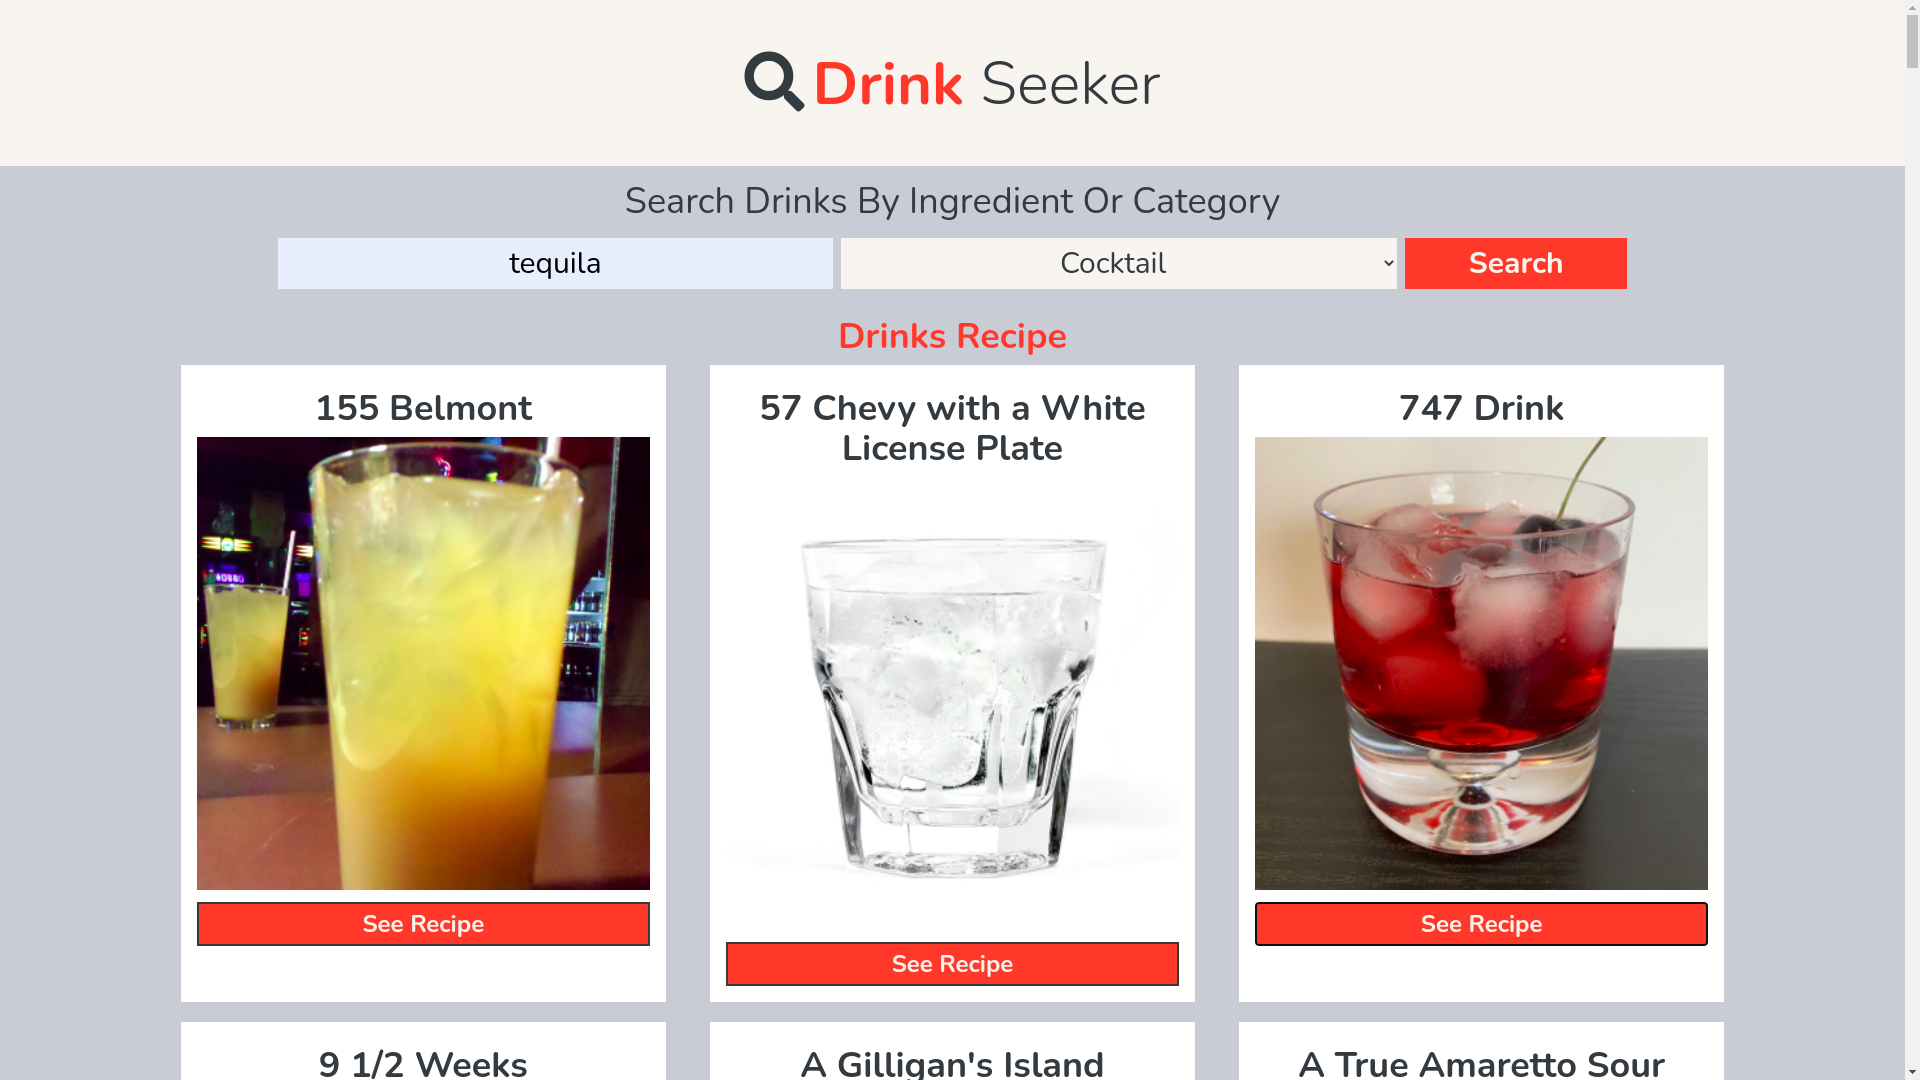 Drink Seeker
Search Drinks By Ingredient Or Category
tequila
Cocktail
Search
Drinks Recipe
155 Belmont
See Recipe
57 Chevy with a White
License Plate
See Recipe
747 Drink
See Recipe
9 1/2 Weeks
A Gilligan's Island
A True Amaretto Sour